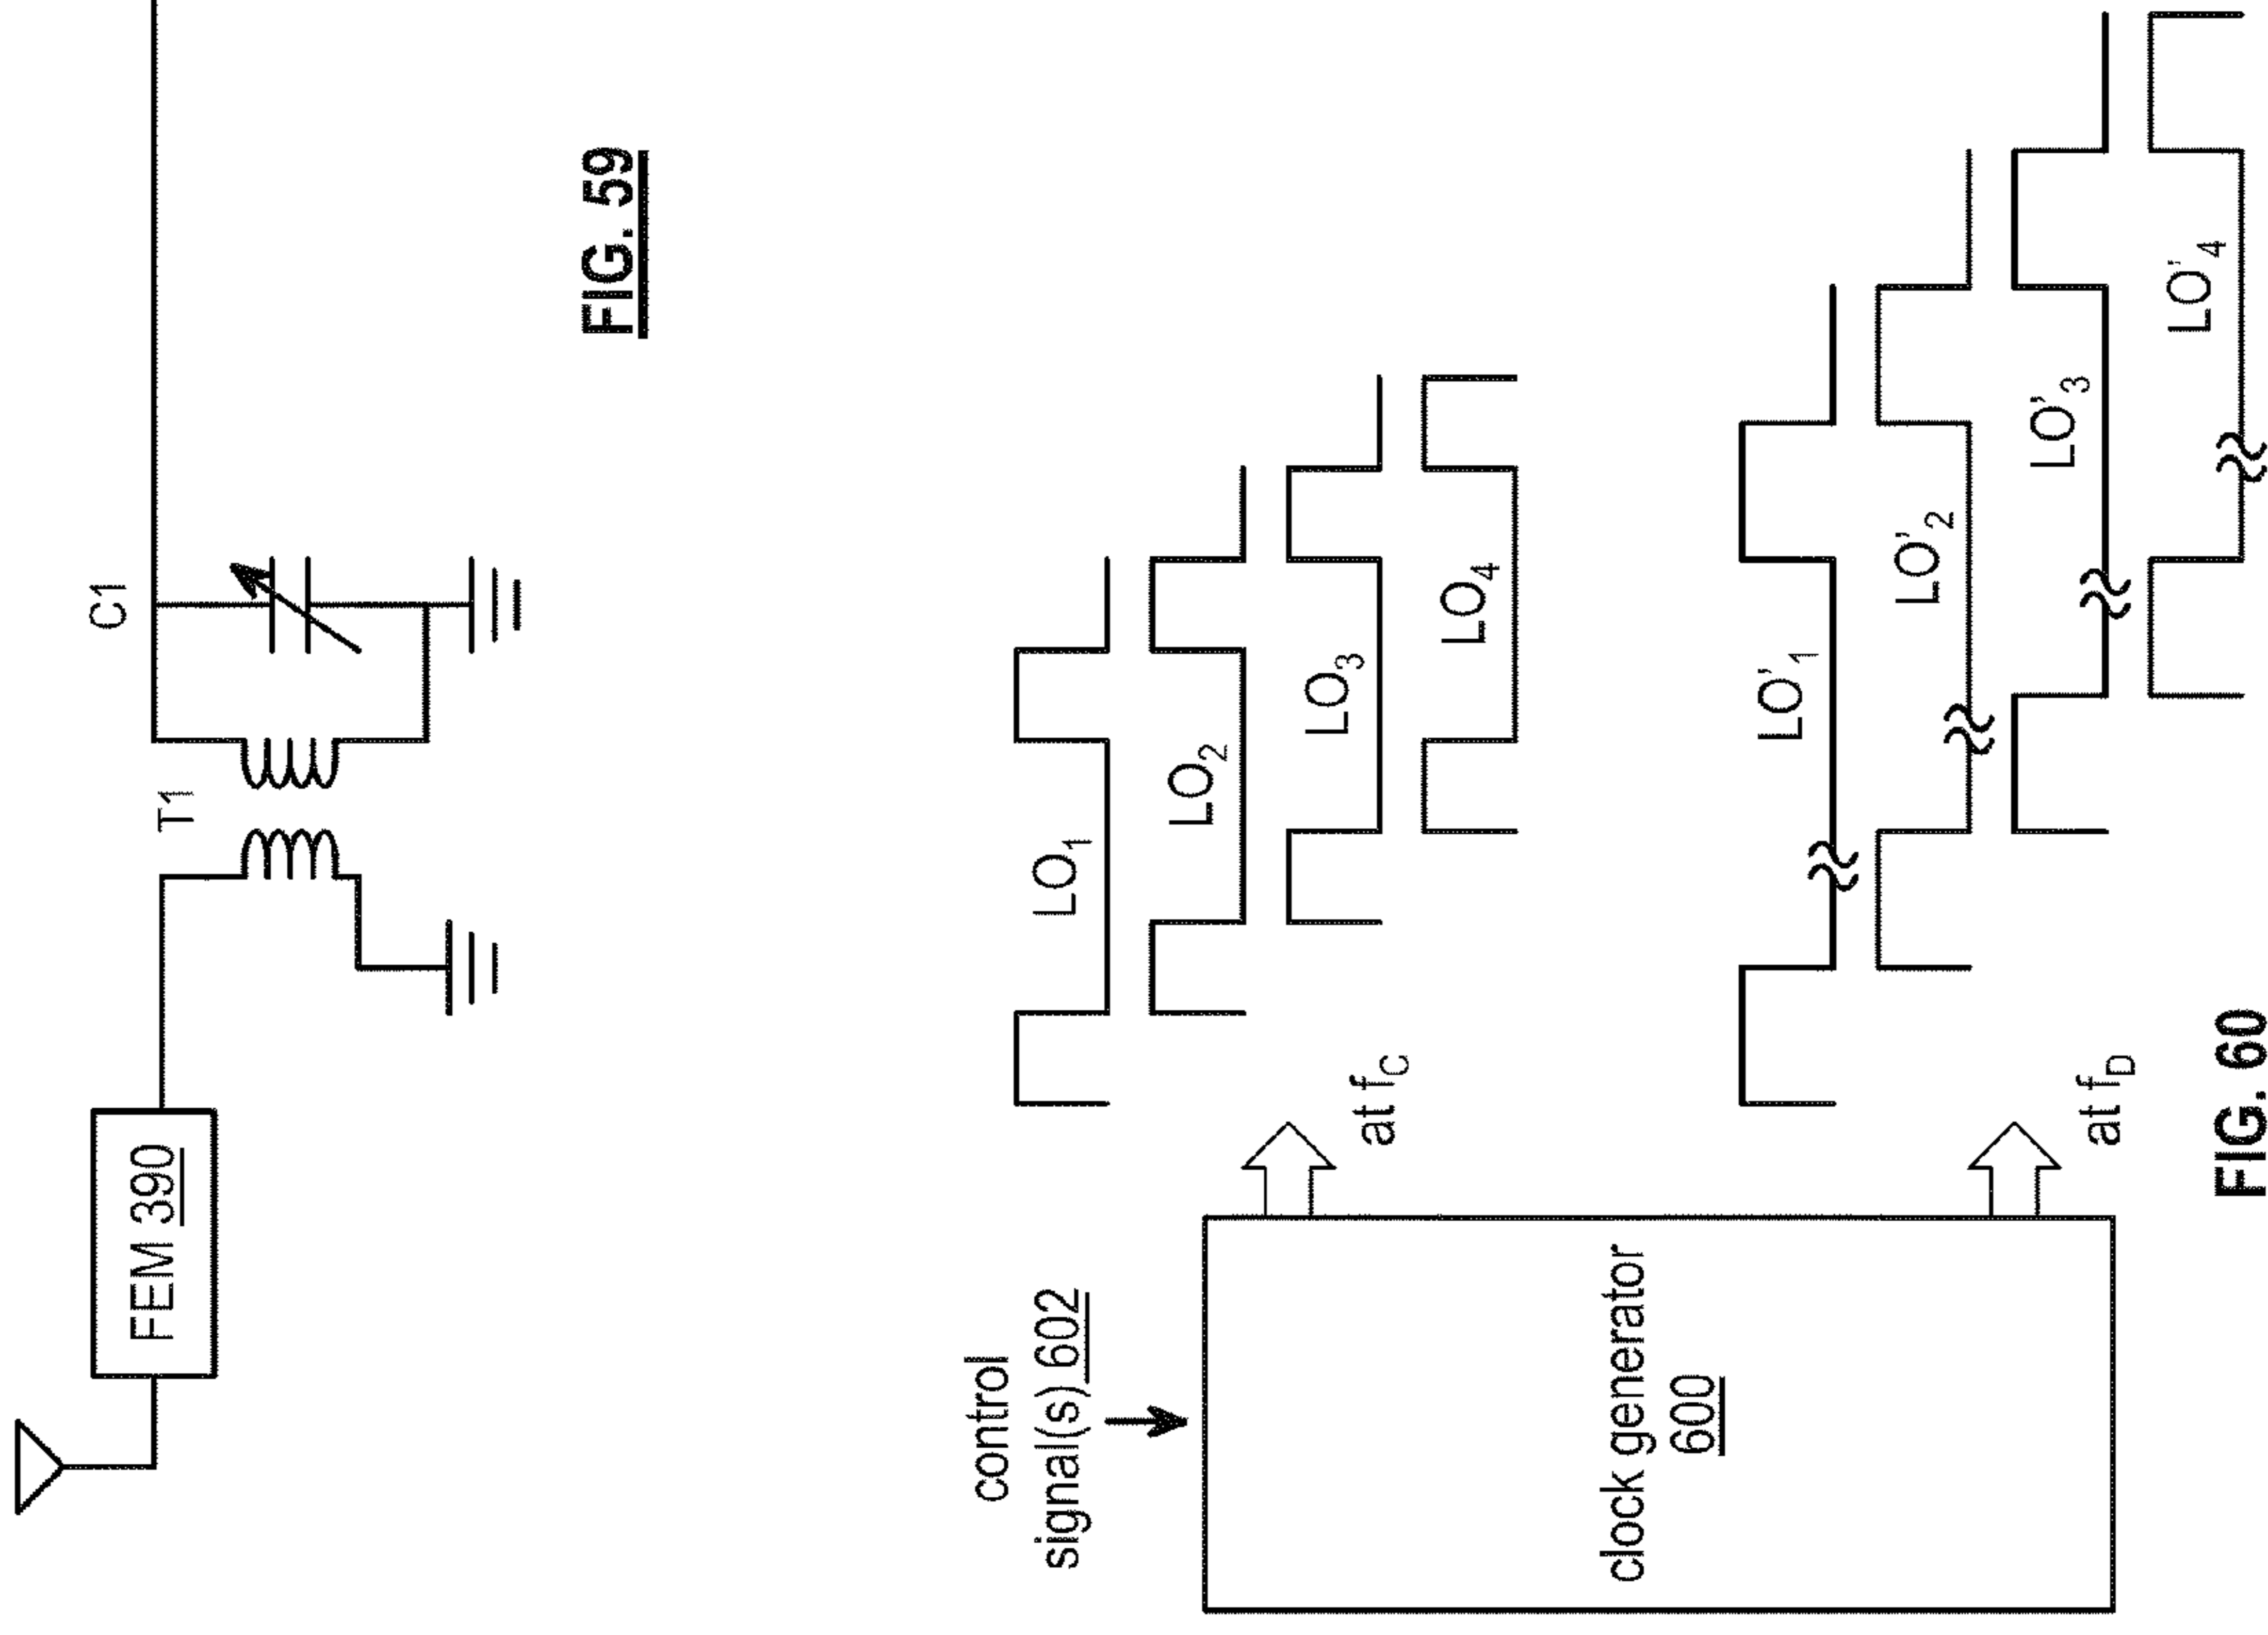 FEM 390
T1
C1
FIG. 59
control
signal(s) 602
clock generator
600
at fC
at fD
LO1
LO2
LO3
LO4
LO'1
LO'2
LO'3
LO'4
FIG. 60